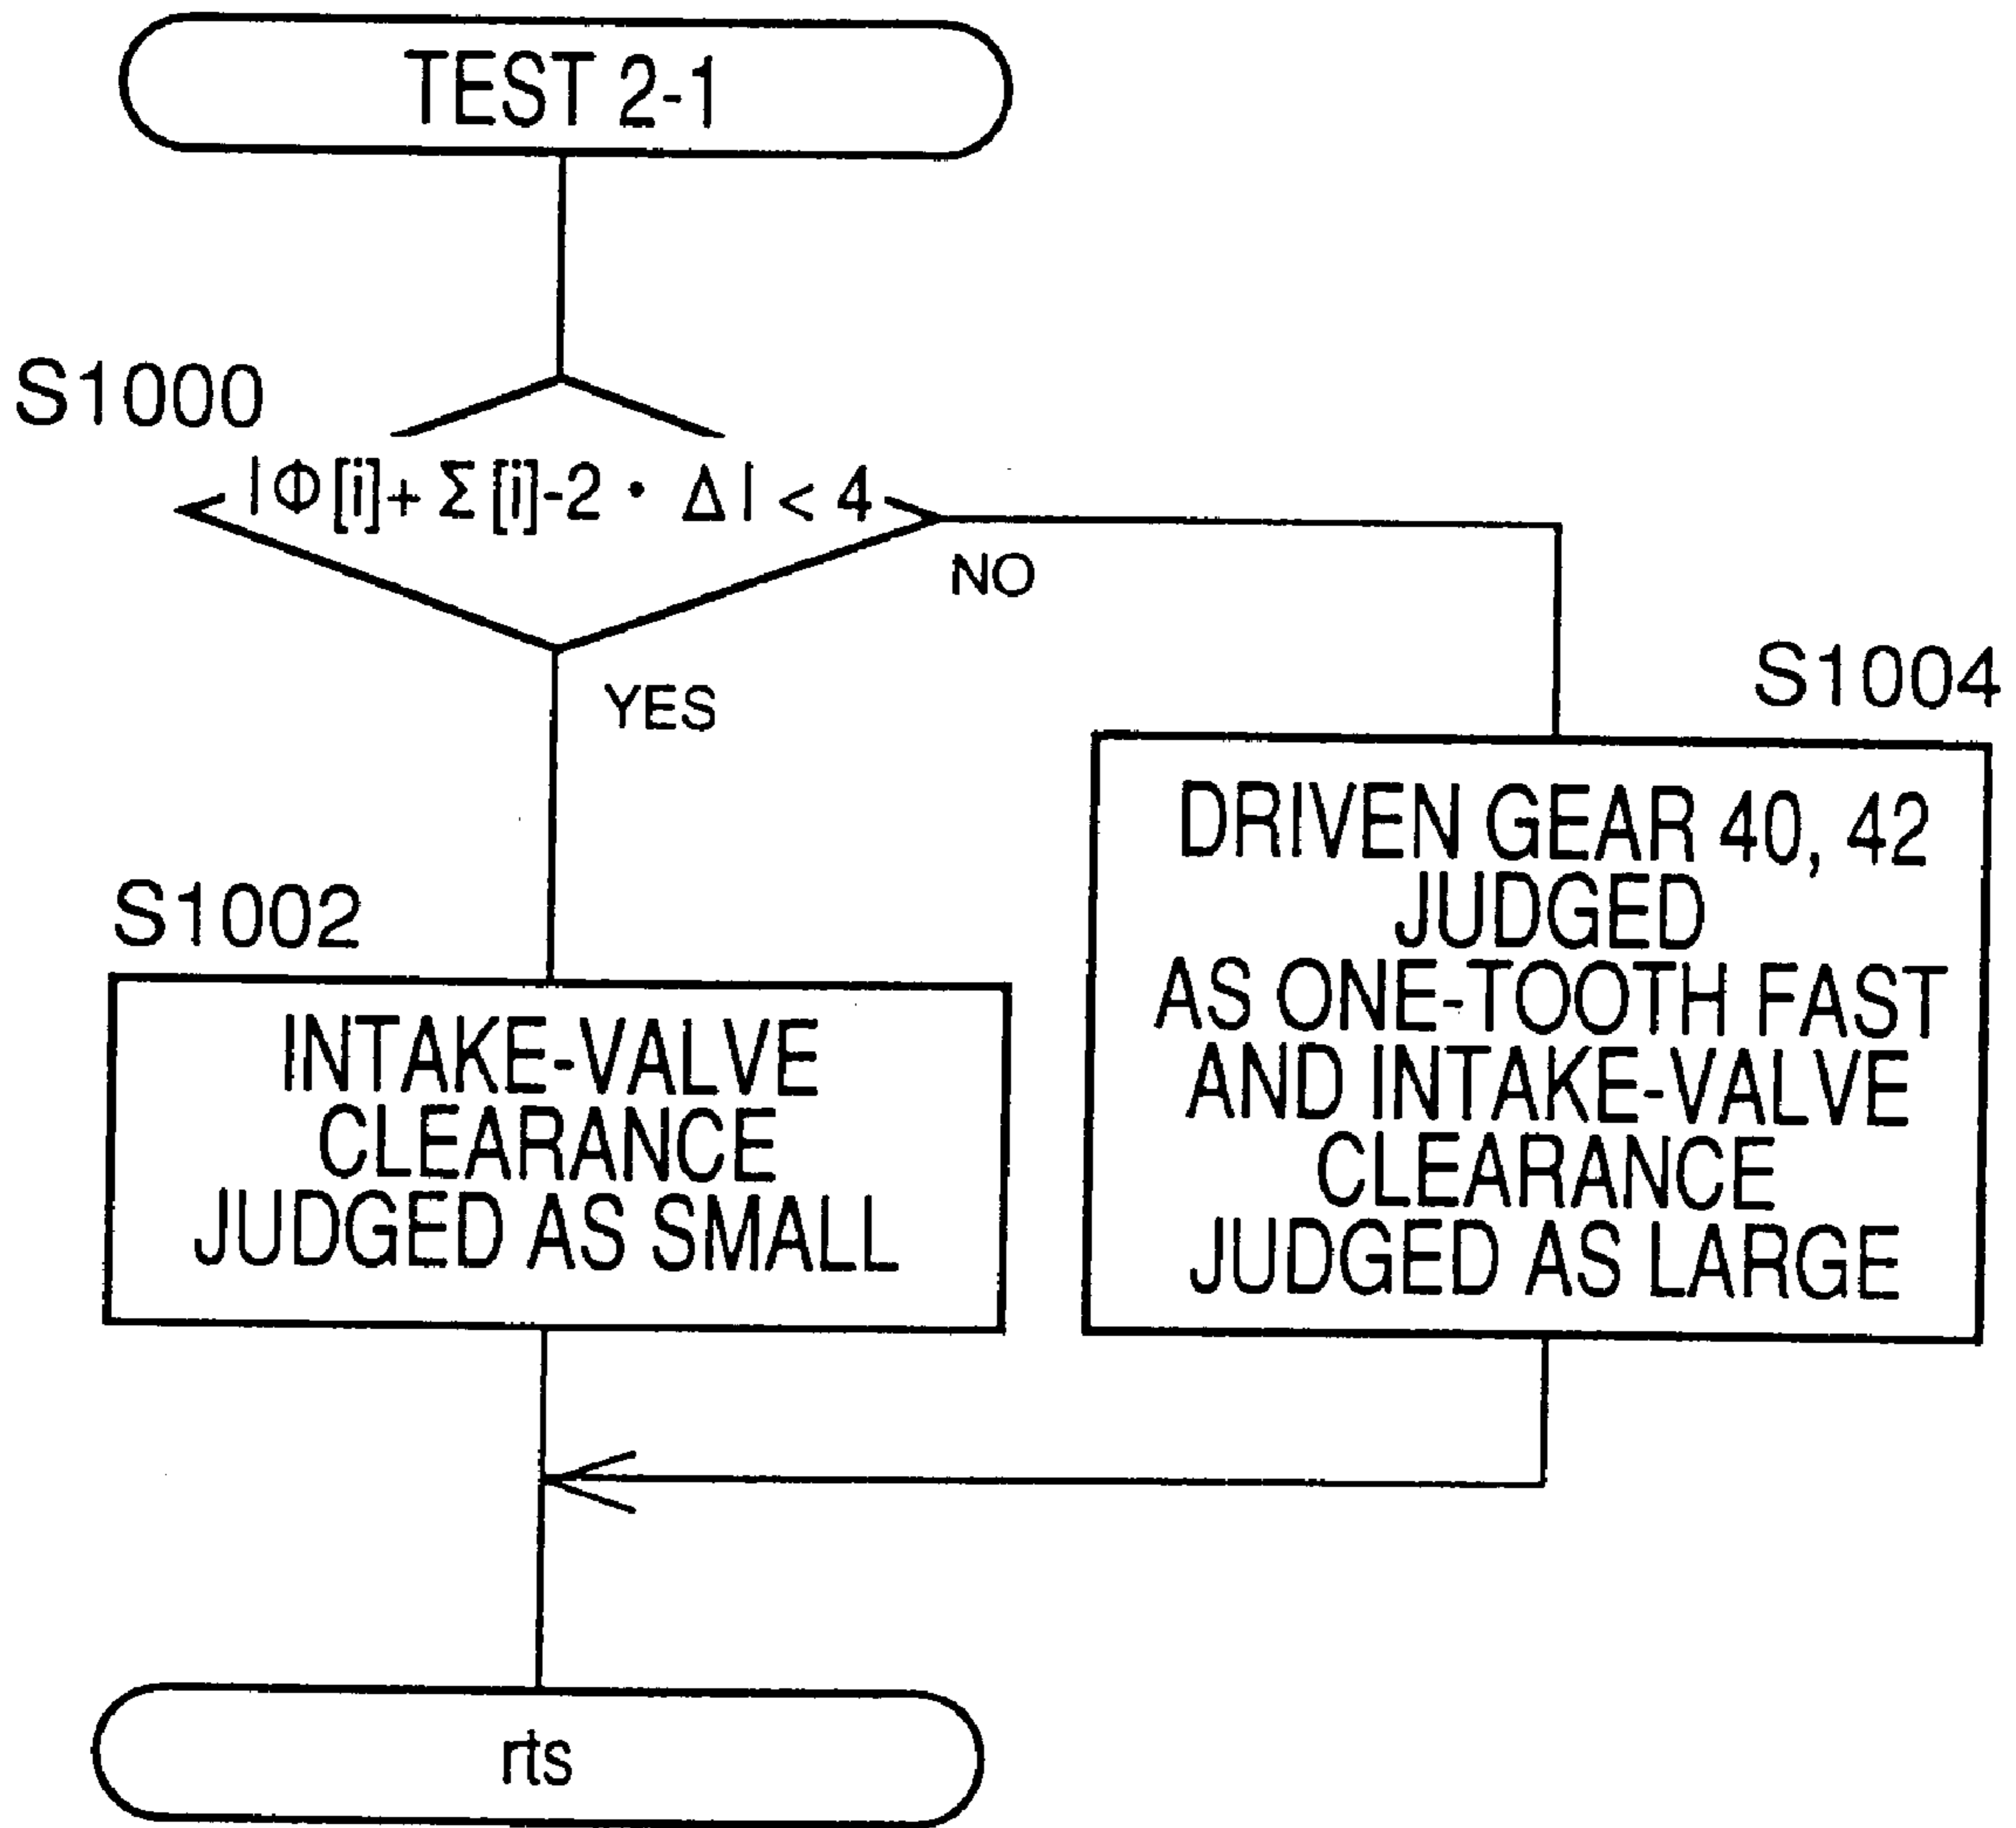 TEST 2-1
S1000
|Φ[i]+Σ[i]-2・Δ|<4
NO
YES
S1004
DRIVEN GEAR 40, 42
JUDGED
AS ONE-TOOTH FAST
AND INTAKE-VALVE
CLEARANCE
JUDGED AS LARGE
S1002
INTAKE-VALVE
CLEARANCE
JUDGED AS SMALL
rts